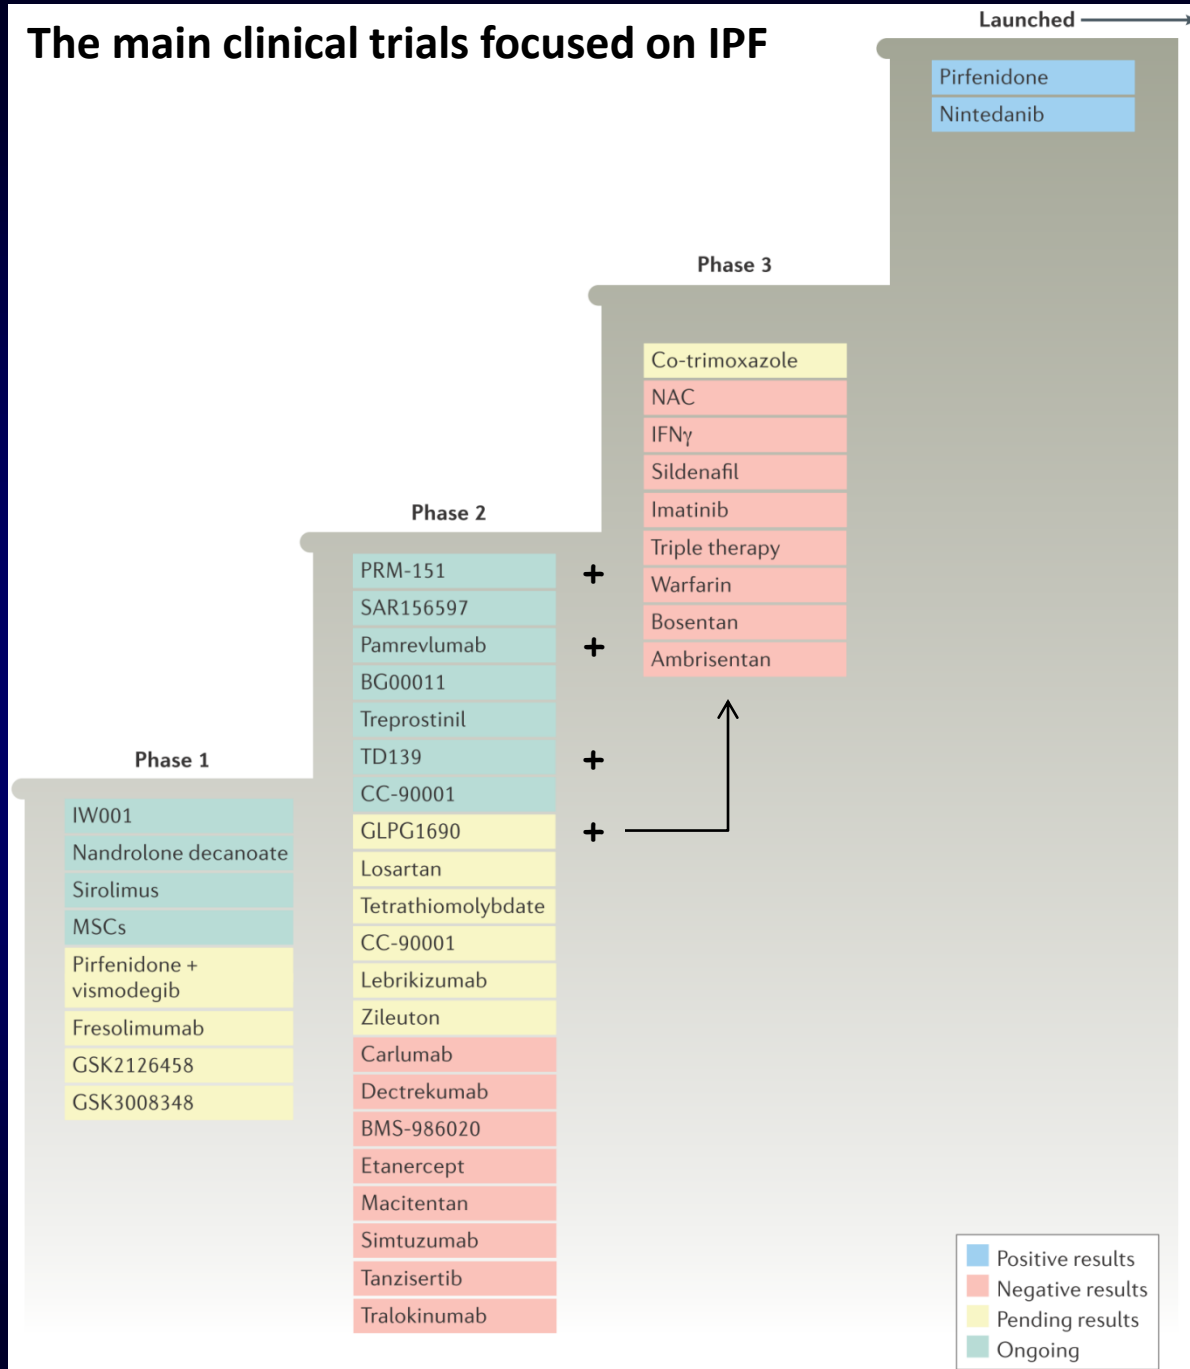 The main clinical trials focused on IPF
Launched
Pirfenidone
Nintedanib
Phase 3
Co-trimoxazole
NAC
IFNγ
Sildenafil
Imatinib
Triple therapy
Warfarin
Bosentan
Ambrisentan
Phase 2
PRM-151 +
SAR156597
Pamrevlumab +
BG00011
Treprostinil
TD139 +
CC-90001
GLPG1690 +
Losartan
Tetrathiomolybdate
CC-90001
Lebrikizumab
Zileuton
Carlumab
Dectrekumab
BMS-986020
Etanercept
Macitentan
Simtuzumab
Tanzisertib
Tralokinumab
Phase 1
IW001
Nandrolone decanoate
Sirolimus
MSCs
Pirfenidone +
vismodegib
Fresolimumab
GSK2126458
GSK3008348
Positive results
Negative results
Pending results
Ongoing